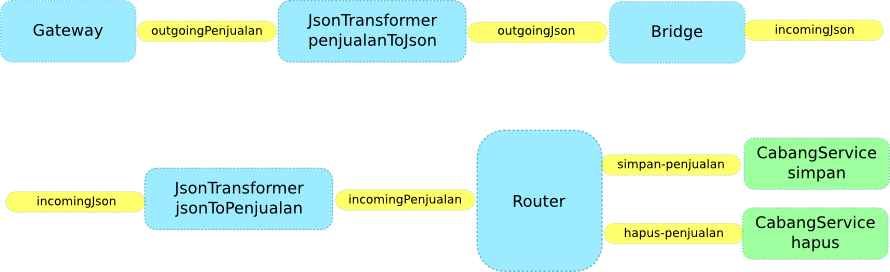 Gateway
outgoingPenjualan
JsonTransformer
penjualanToJson
outgoingJson
Bridge
incomingJson
incomingJson
JsonTransformer
jsonToPenjualan
incomingPenjualan
Router
simpan-penjualan
CabangService
simpan
hapus-penjualan
CabangService
hapus